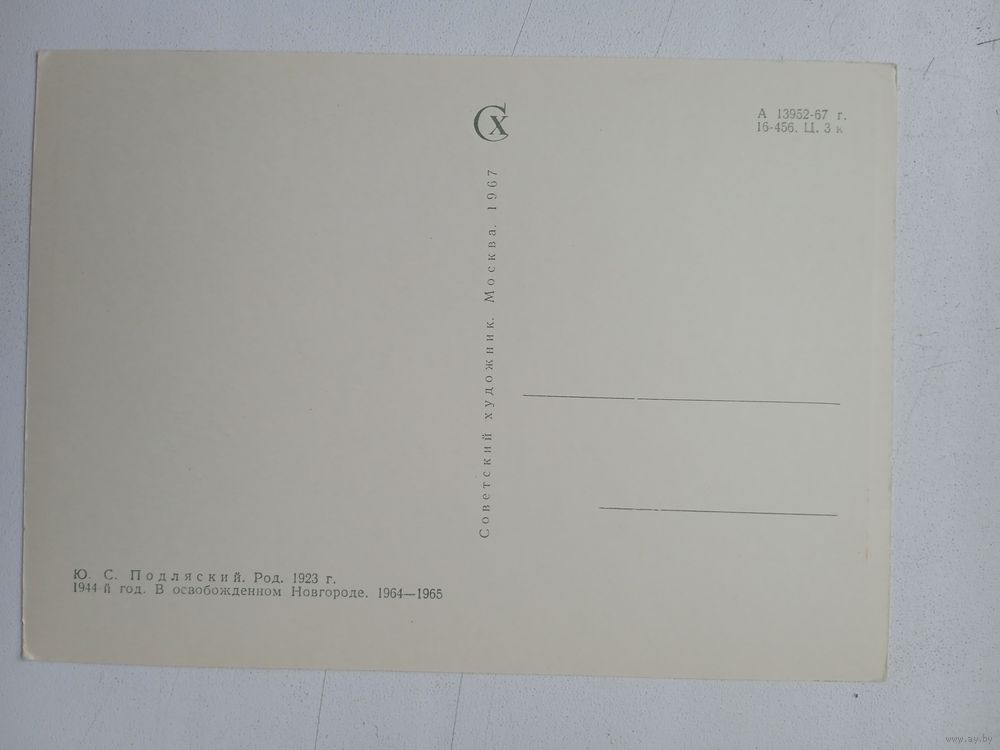 СХ
А 13952-67 г.
16-456. Ц. 3 к
Советский художник. Москва. 1967
Ю. С. Подляский. Род. 1923 г.
1944-й год. В освобожденном Новгороде. 1964—1965
www.ay.by